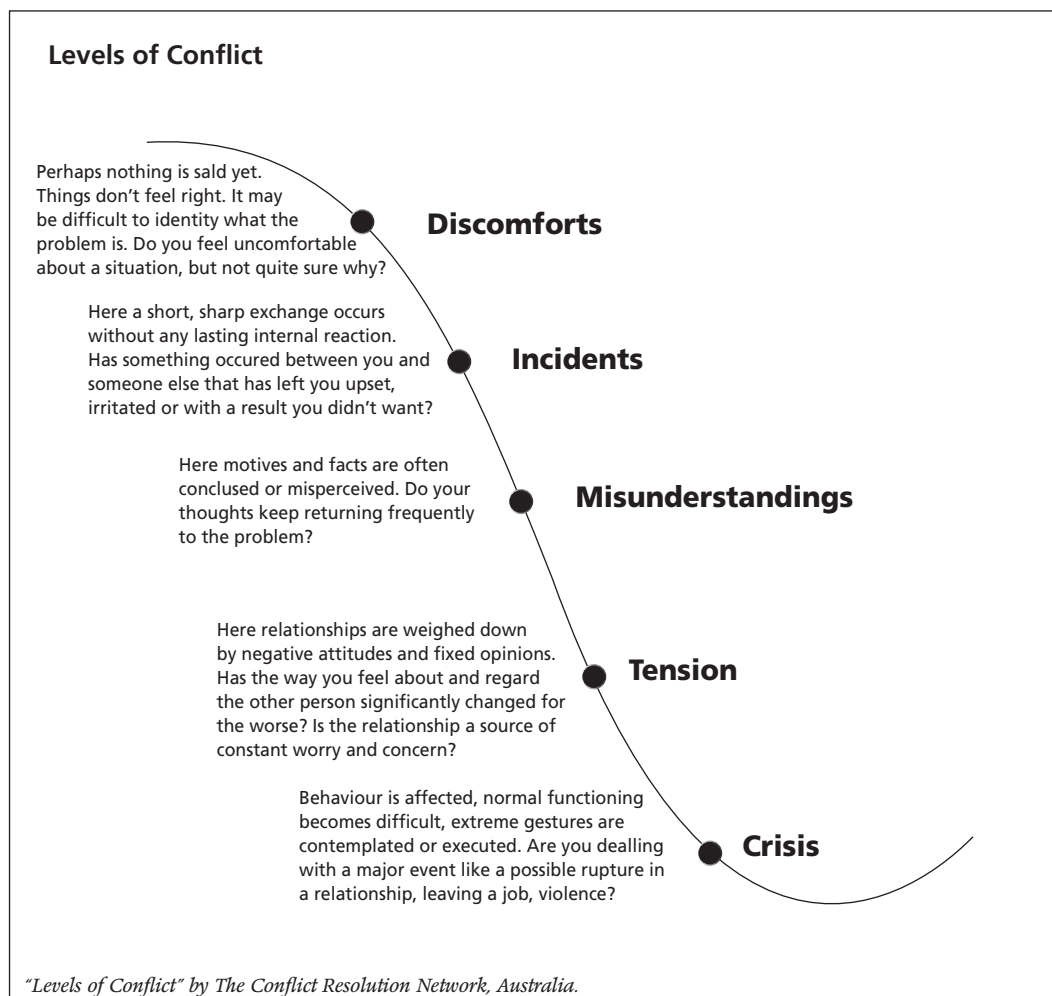 Levels of Conflict
Perhaps nothing is sald yet.
Things don't feel right. It may
be difficult to identity what the
problem is. Do you feel uncomfortable
about a situation, but not quite sure why?
Discomforts
Here a short, sharp exchange occurs
without any lasting internal reaction.
Has something occured between you and
someone else that has left you upset,
irritated or with a result you didn't want?
Incidents
Here motives and facts are often
conclused or misperceived. Do your
thoughts keep returning frequently
to the problem?
Misunderstandings
Here relationships are weighed down
by negative attitudes and fixed opinions.
Has the way you feel about and regard
the other person significantly changed for
the worse? Is the relationship a source of
constant worry and concern?
Tension
Behaviour is affected, normal functioning
becomes difficult, extreme gestures are
contemplated or executed. Are you dealling
with a major event like a possible rupture in
a relationship, leaving a job, violence?
Crisis
“Levels of Conflict” by The Conflict Resolution Network, Australia.